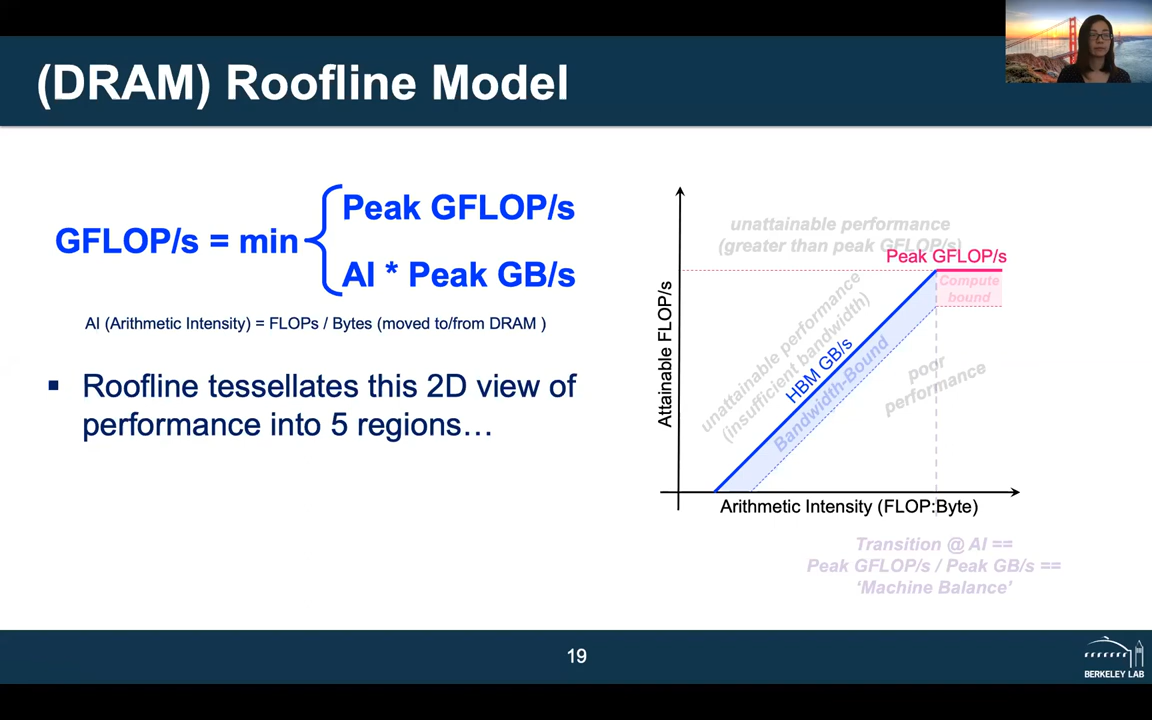 (DRAM) Roofline Model
GFLOP/s = min
Peak GFLOP/s
AI * Peak GB/s
AI (Arithmetic Intensity) = FLOPs / Bytes (moved to/from DRAM )
▪ Roofline tessellates this 2D view of
performance into 5 regions…
unattainable performance
(greater than peak GFLOP/s)
Peak GFLOP/s
Compute
bound
unattainable performance
(insufficient bandwidth)
HBM GB/s
Bandwidth-Bound
poor
performance
Attainable FLOP/s
Arithmetic Intensity (FLOP:Byte)
Transition @ AI ==
Peak GFLOP/s / Peak GB/s ==
‘Machine Balance’
19
BERKELEY LAB